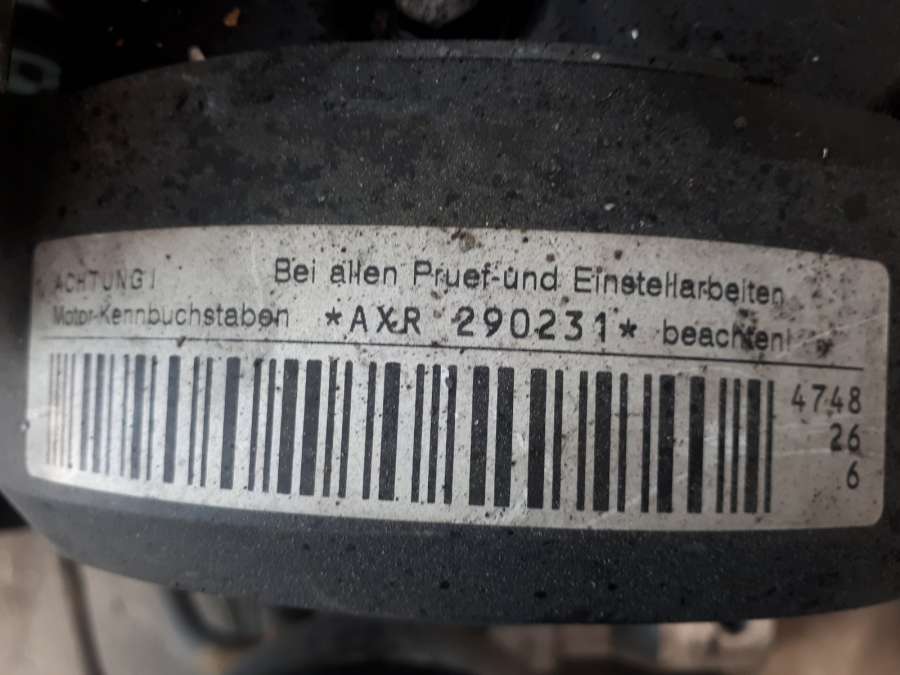 ACHTUNG! Bei allen Pruef-und Einstellarbeiten
Motor-Kennbuchstaben *AXR 290231* beachten!
4748
26
6